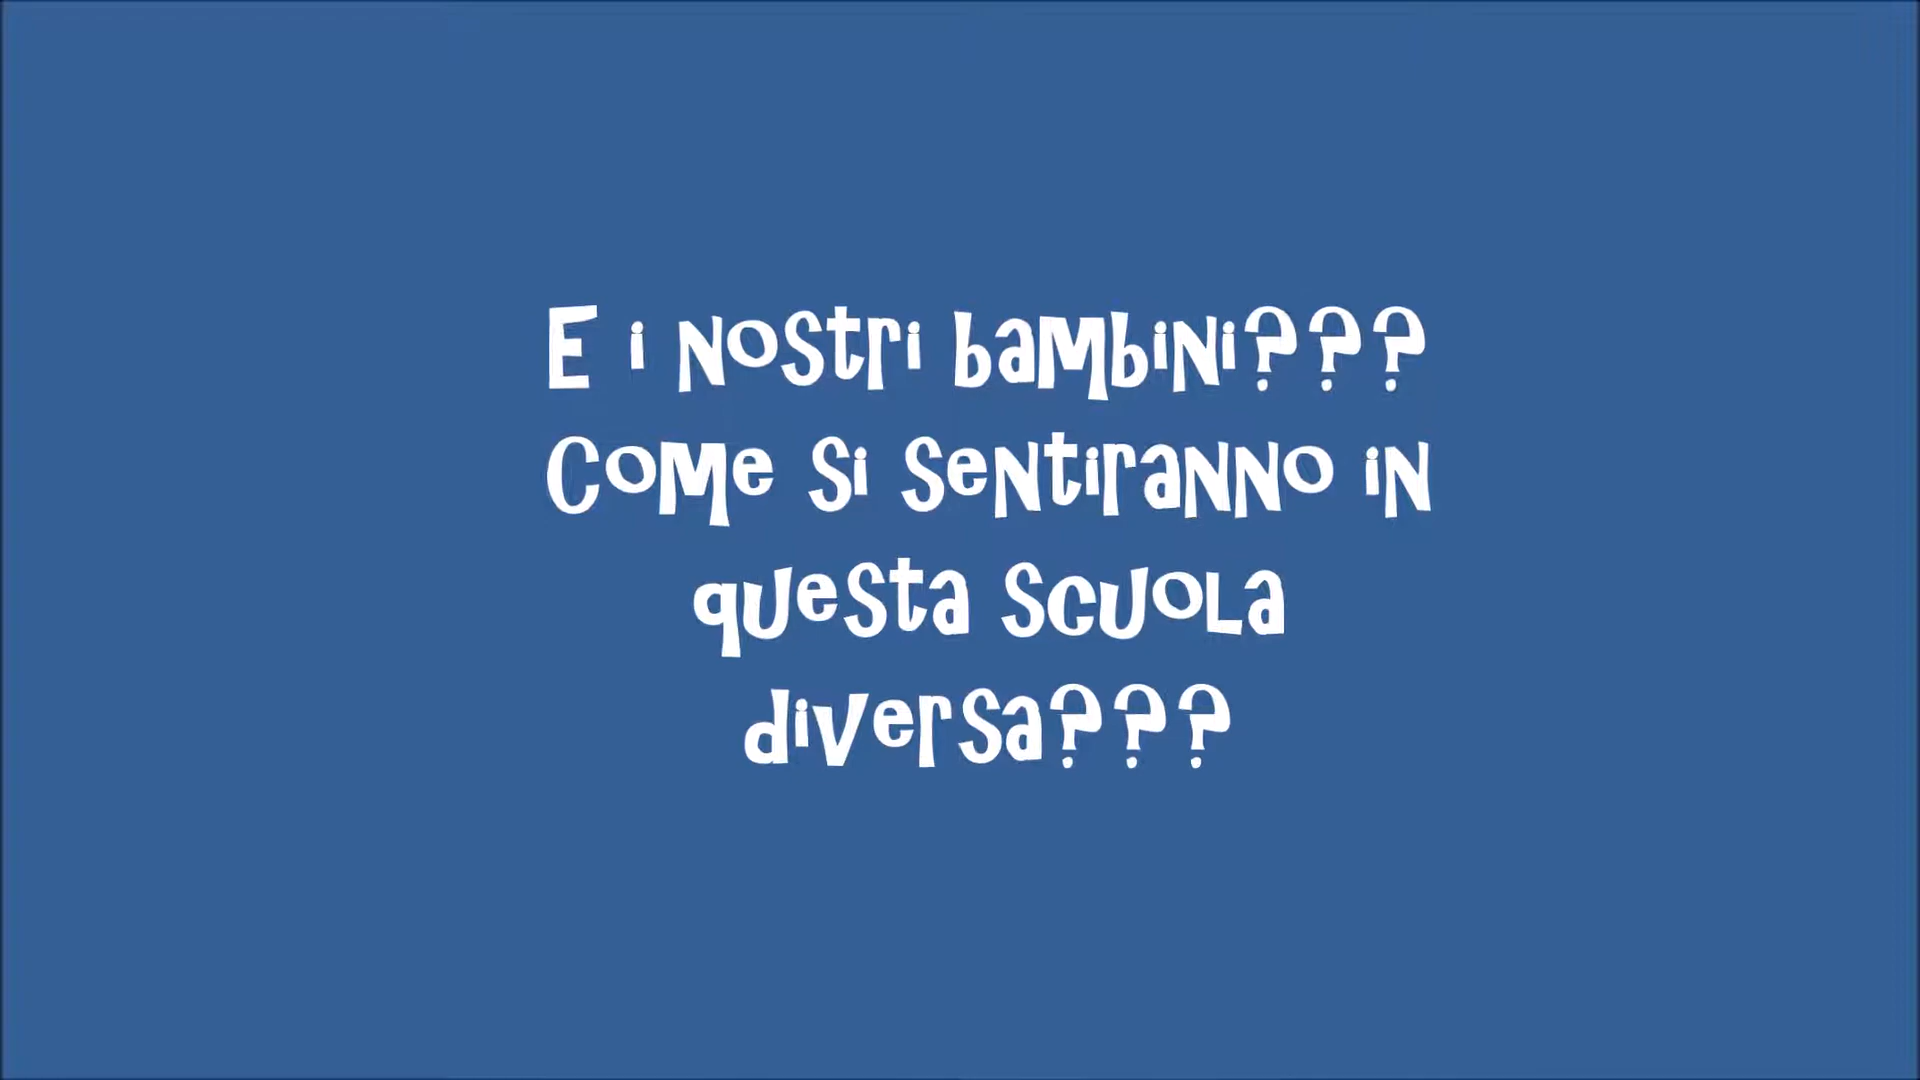 E i nostri bambini???
Come si sentiranno in
questa scuola
diversa???